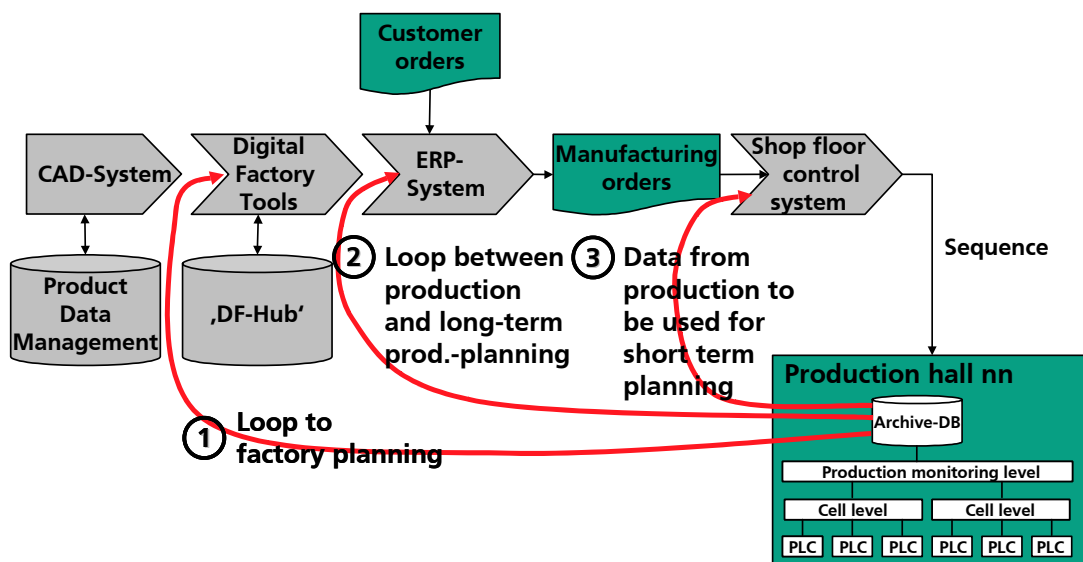 Customer
orders
CAD-System
Digital
Factory
Tools
ERP-
System
Manufacturing
orders
Shop floor
control
system
Product
Data
Management
‚DF-Hub‘
2 Loop between
production
and long-term
prod.-planning
3 Data from
production to
be used for
short term
planning
Sequence
1 Loop to
factory planning
Production hall nn
Archive-DB
Production monitoring level
Cell level
Cell level
PLC
PLC
PLC
PLC
PLC
PLC